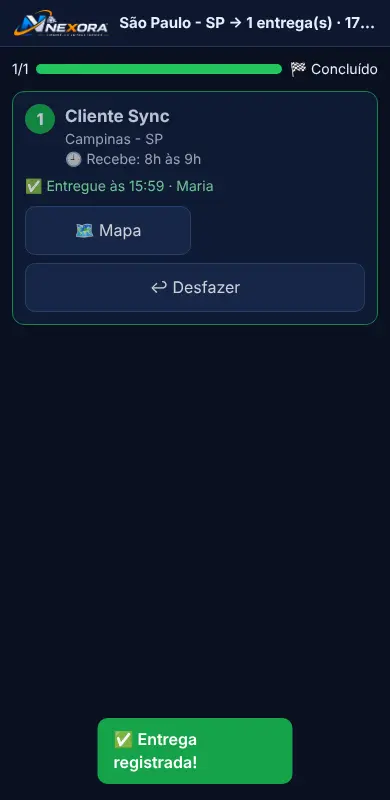 NEXORA
São Paulo - SP → 1 entrega(s) · 17...
1/1
🏁 Concluído
1
Cliente Sync
Campinas - SP
🕘 Recebe: 8h às 9h
✅ Entregue às 15:59 · Maria
🗺️ Mapa
↩ Desfazer
✅ Entrega
registrada!